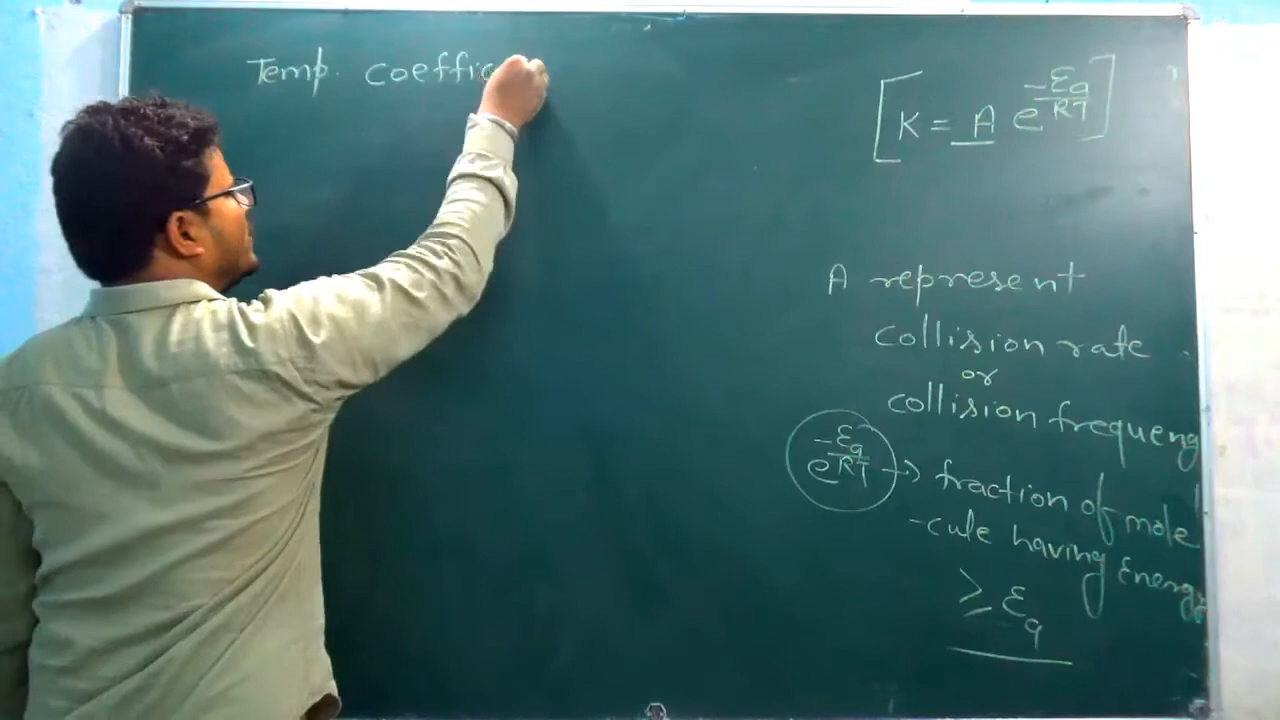 Temp. coeffic
[K = A e^(-Ea/RT)]
A represent
collision rate
or
collision frequency
e^(-Ea/RT) → fraction of mole
-cule having Energy
≥ Ea